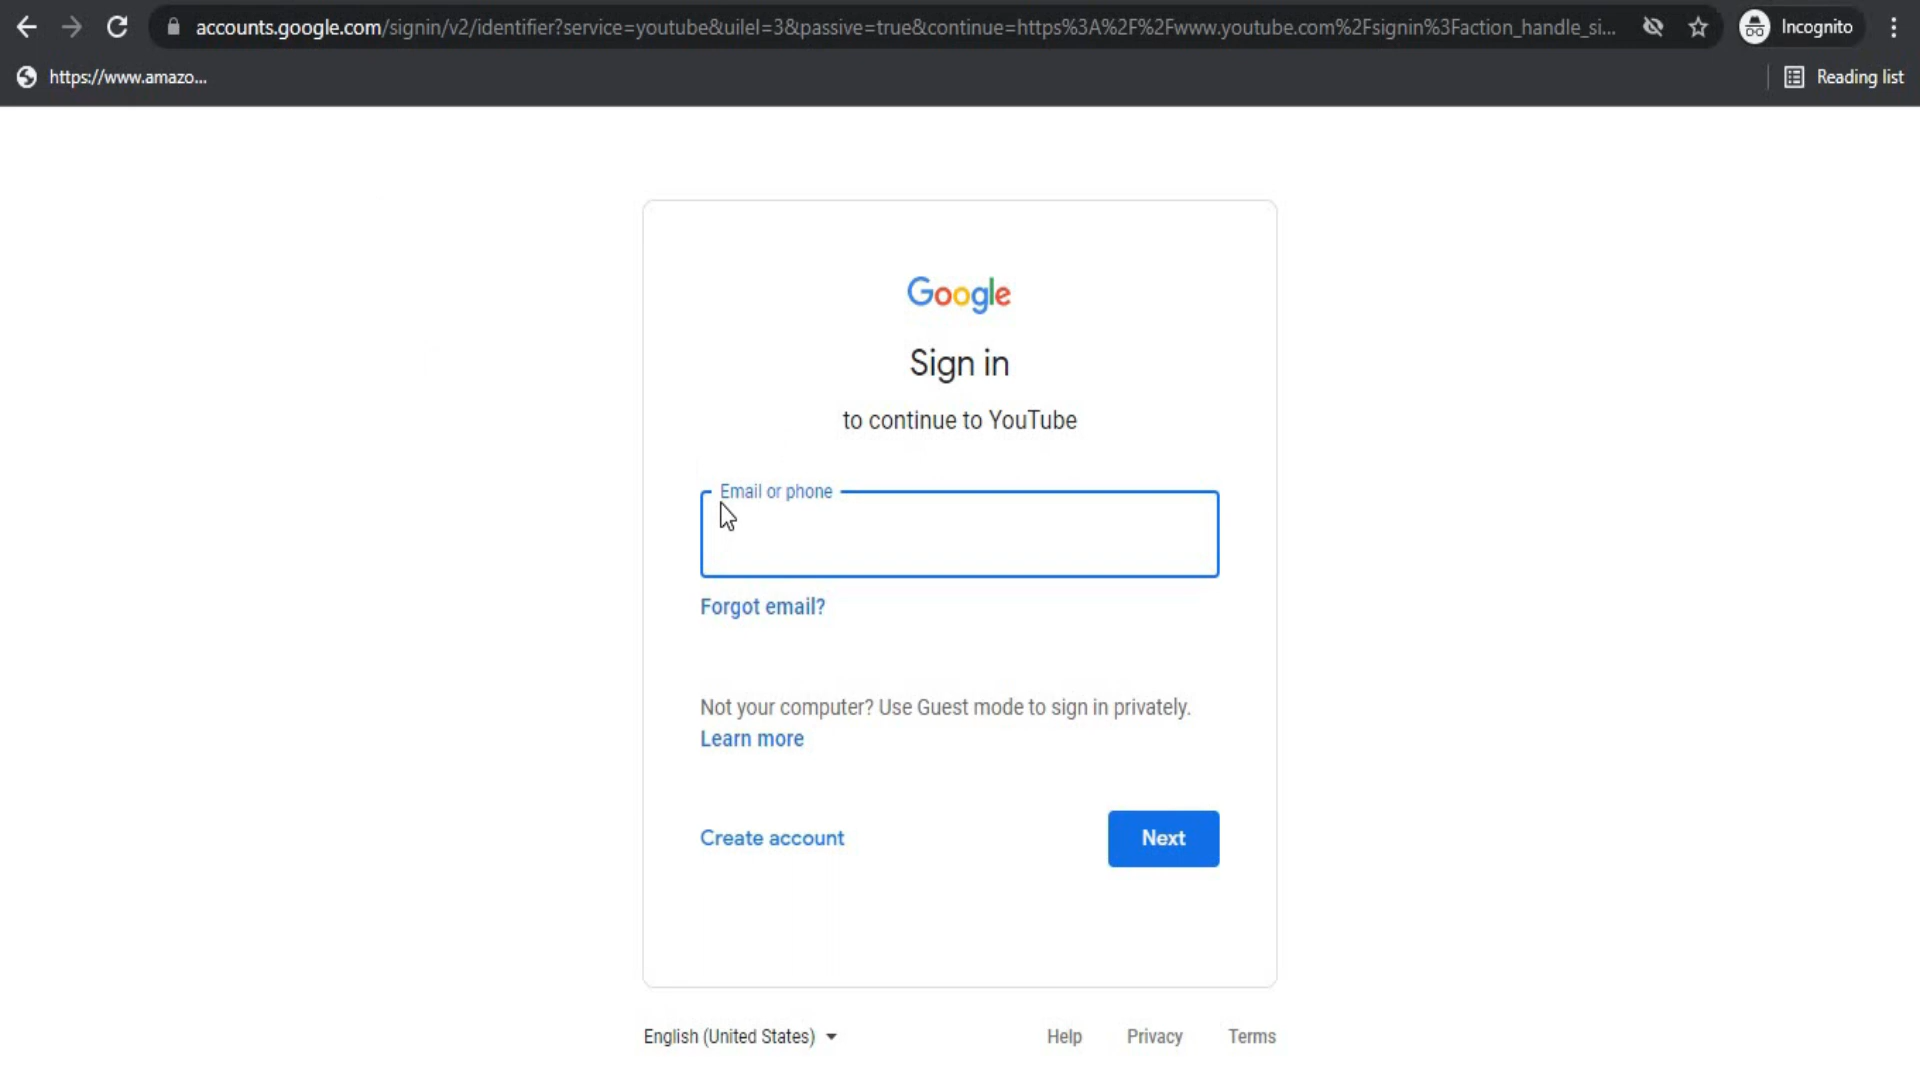 accounts.google.com/signin/v2/identifier?service=youtube&uilel=3&passive=true&continue=https%3A%2F%2Fwww.youtube.com%2Fsignin%3Faction_handle_si...
Incognito
https://www.amazo...
Reading list
Google
Sign in
to continue to YouTube
Email or phone
Forgot email?
Not your computer? Use Guest mode to sign in privately.
Learn more
Create account
Next
English (United States)
Help
Privacy
Terms